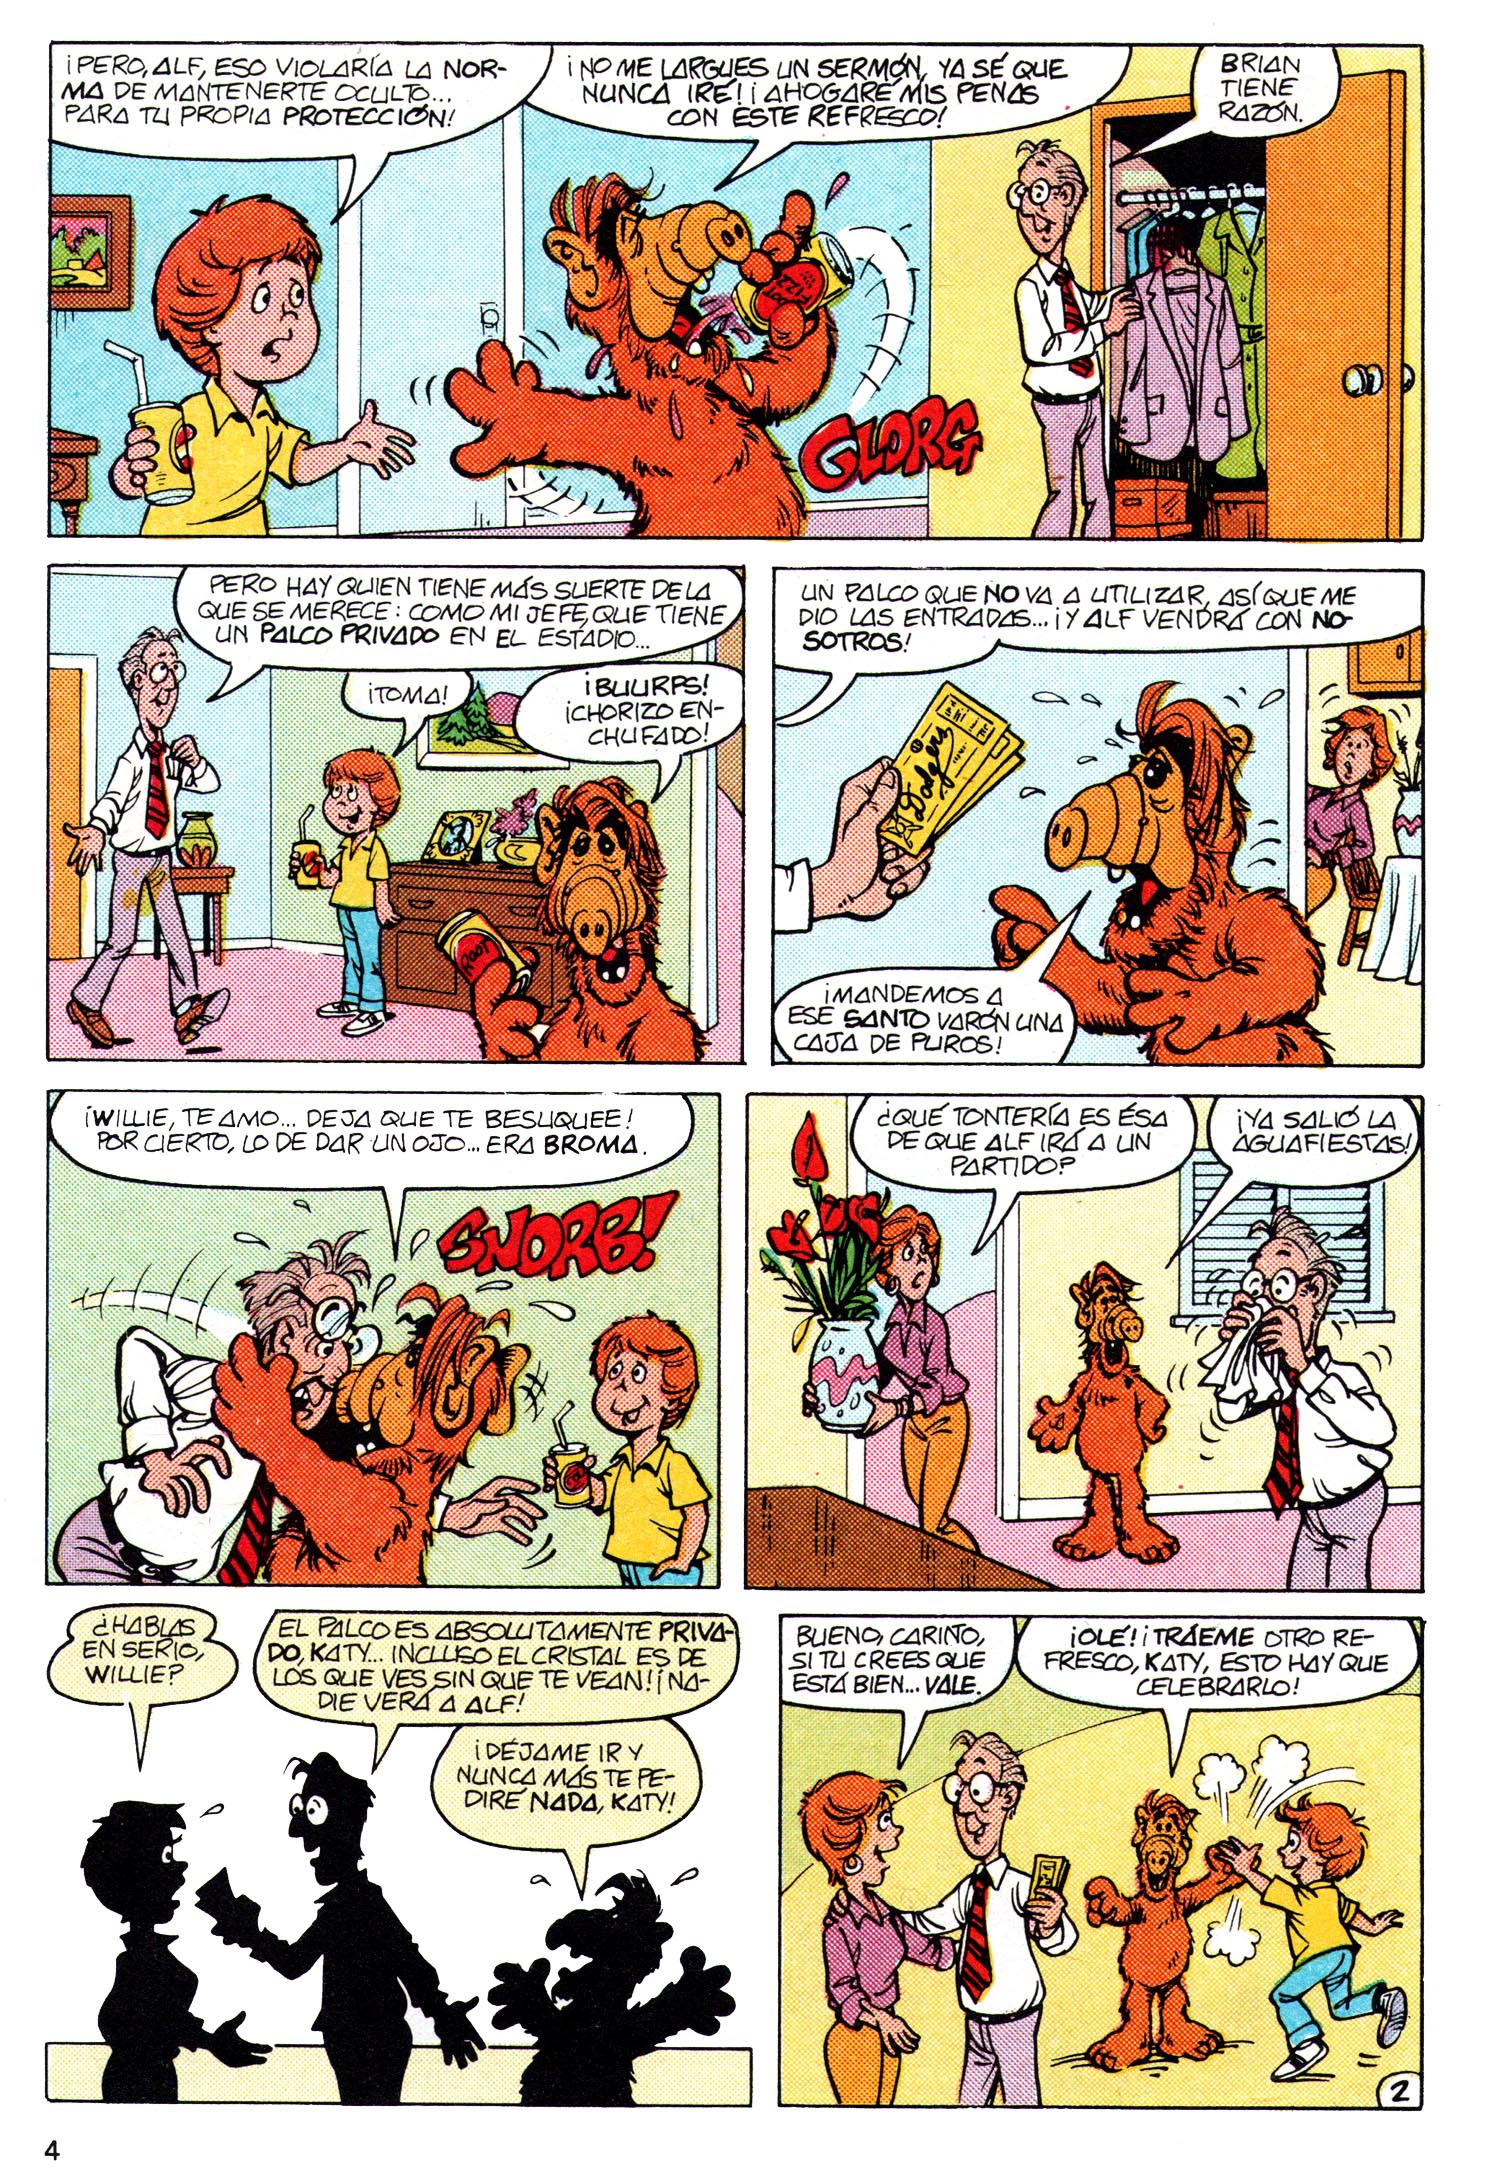 ¡PERO, ALF, ESO VIOLARÍA LA NOR-
MA DE MANTENERTE OCULTO...
PARA TU PROPIA PROTECCIÓN!
¡NO ME LARGUES UN SERMÓN, YA SÉ QUE
NUNCA IRÉ! ¡AHOGARÉ MIS PENAS
CON ESTE REFRESCO!
BRIAN
TIENE
RAZÓN.
GLORG
PERO HAY QUIEN TIENE MÁS SUERTE DE LA
QUE SE MERECE: COMO MI JEFE, QUE TIENE
UN PALCO PRIVADO EN EL ESTADIO...
¡TOMA!
¡BUURPS!
¡CHORIZO EN-
CHUFADO!
ROOT
UN PALCO QUE NO VA A UTILIZAR, ASÍ QUE ME
DIO LAS ENTRADAS... ¡Y ALF VENDRÁ CON NO-
SOTROS!
Dodgers
¡MANDEMOS A
ESE SANTO VARÓN UNA
CAJA DE PUROS!
¡WILLIE, TE AMO... DEJA QUE TE BESUQUEE!
POR CIERTO, LO DE DAR UN OJO... ERA BROMA.
SNORB!
¿QUÉ TONTERÍA ES ÉSA
DE QUE ALF IRÁ A UN
PARTIDO?
¡YA SALIÓ LA
AGUAFIESTAS!
¿HABLAS
EN SERIO,
WILLIE?
EL PALCO ES ABSOLUTAMENTE PRIVA-
DO, KATY... INCLUSO EL CRISTAL ES DE
LOS QUE VES SIN QUE TE VEAN! ¡NA-
DIE VERÁ A ALF!
¡DÉJAME IR Y
NUNCA MÁS TE PE-
DIRÉ NADA, KATY!
BUENO, CARIÑO,
SI TU CREES QUE
ESTÁ BIEN... VALE.
¡OLÉ! ¡TRÁEME OTRO RE-
FRESCO, KATY, ESTO HAY QUE
CELEBRARLO!
2
4